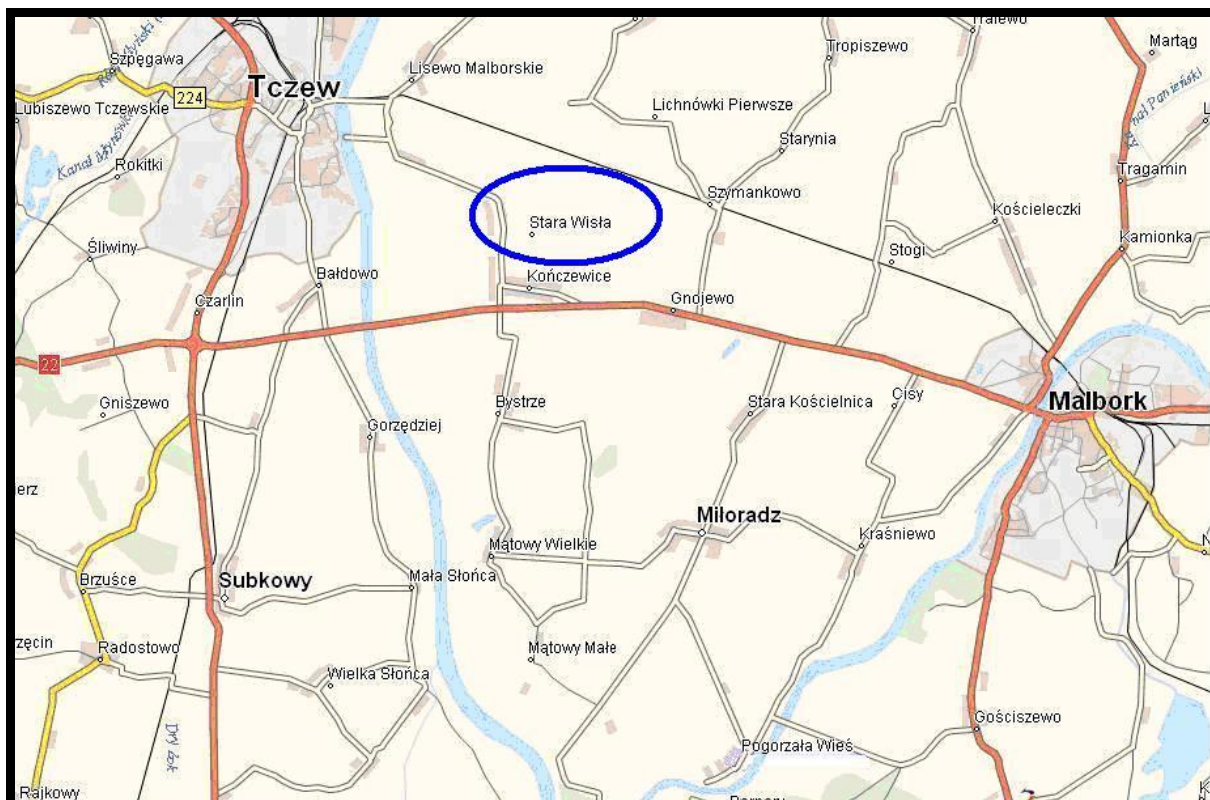 Tralewo
Martąg
Szpęgawa
Tropiszewo
Lisewo Malborskie
Tczew
224
Lubiszewo Tczewskie
Lichnówki Pierwsze
Starynia
Kanał Młyński
Rokitki
Tragamin
Szymankowo
Kościeleczki
Stara Wisła
Kamionka
Śliwiny
Stogi
Bałdowo
Kończewice
Czarlin
Gnojewo
22
Gniszewo
Bystrze
Stara Kościelnica
Cisy
Malbork
Gorzędziej
Miłoradz
Mątowy Wielkie
Kraśniewo
Brzuśce
Subkowy
Mała Słońca
Radostowo
Mątowy Małe
Wielka Słońca
Gościszewo
Pogorzała Wieś
Rajkowy